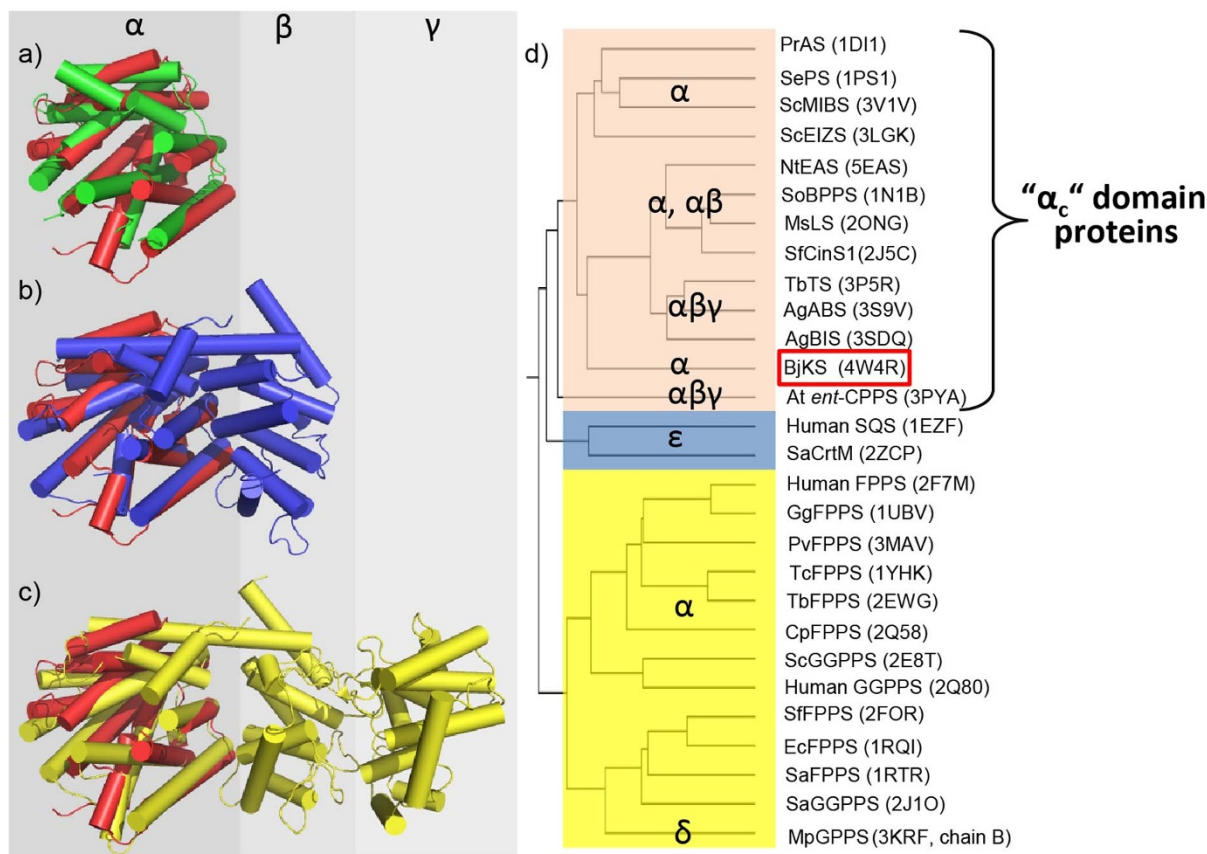 α β γ
a)
b)
c)
d)
PrAS (1DI1)
SePS (1PS1)
α
ScMIBS (3V1V)
ScEIZS (3LGK)
NtEAS (5EAS)
SoBPPS (1N1B)
α, αβ
MsLS (2ONG)
SfCinS1(2J5C)
TbTS (3P5R)
αβγ
AgABS (3S9V)
AgBIS (3SDQ)
α
BjKS (4W4R)
αβγ
At ent-CPPS (3PYA)
"αc" domain
proteins
Human SQS (1EZF)
ε
SaCrtM (2ZCP)
Human FPPS (2F7M)
GgFPPS (1UBV)
PvFPPS (3MAV)
TcFPPS (1YHK)
α
TbFPPS (2EWG)
CpFPPS (2Q58)
ScGGPPS (2E8T)
Human GGPPS (2Q80)
SfFPPS (2FOR)
EcFPPS (1RQI)
SaFPPS (1RTR)
SaGGPPS (2J1O)
δ
MpGPPS (3KRF, chain B)